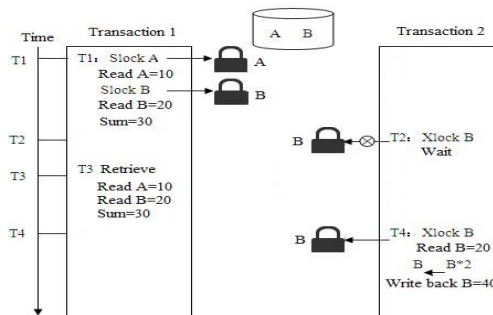 Time
Transaction 1
A B
Transaction 2
T1
T1: Slock A
A
Read A=10
Slock B
B
Read B=20
Sum=30
T2
B
T2: Xlock B
Wait
T3
T3 Retrieve
Read A=10
Read B=20
Sum=30
T4
B
T4: Xlock B
Read B=20
B B*2
Write back B=40